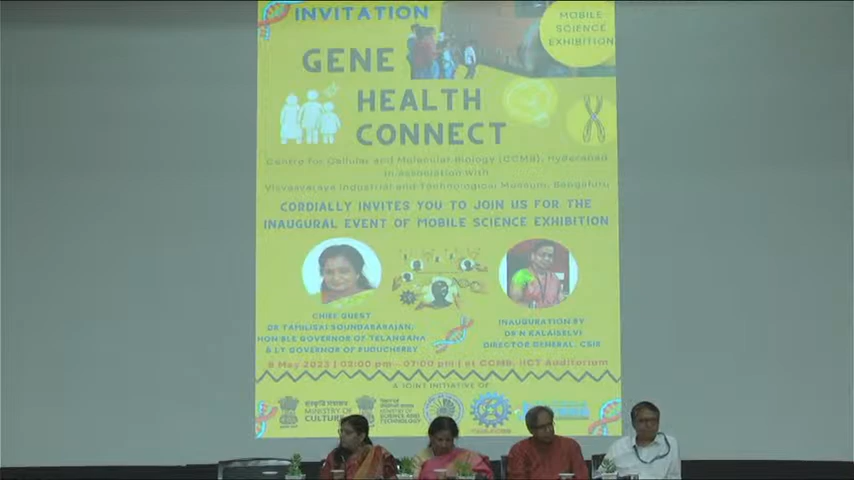 INVITATION
MOBILE
SCIENCE
EXHIBITION
GENE
HEALTH
CONNECT
Centre for Cellular and Molecular Biology (CCMB), Hyderabad
in association with
Visvesvaraya Industrial and Technological Museum, Bengaluru
CORDIALLY INVITES YOU TO JOIN US FOR THE
INAUGURAL EVENT OF MOBILE SCIENCE EXHIBITION
CHIEF GUEST
DR TAMILISAI SOUNDARARAJAN,
HON'BLE GOVERNOR OF TELANGANA
& LT GOVERNOR OF PUDUCHERRY
INAUGURATION BY
DR N KALAISELVI
DIRECTOR GENERAL, CSIR
8 May 2023 | 03:00 pm - 07:00 pm | at CCMB, HCT Auditorium
A JOINT INITIATIVE OF
MINISTRY OF
CULTURE
SCIENCE AND
TECHNOLOGY